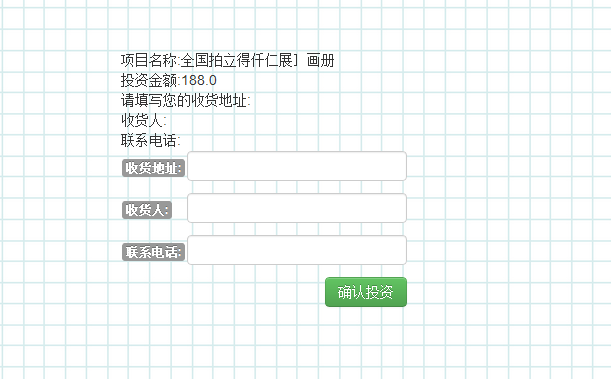 项目名称:全国拍立得仟仁展］画册
投资金额:188.0
请填写您的收货地址:
收货人:
联系电话:
收货地址:
收货人:
联系电话:
确认投资